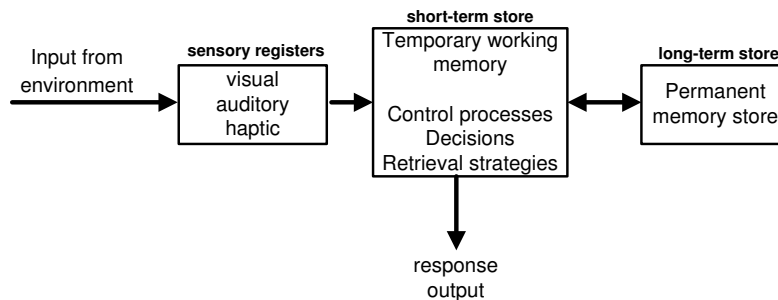 short-term store
Input from
environment
sensory registers
visual
auditory
haptic
Temporary working
memory
Control processes
Decisions
Retrieval strategies
long-term store
Permanent
memory store
response
output